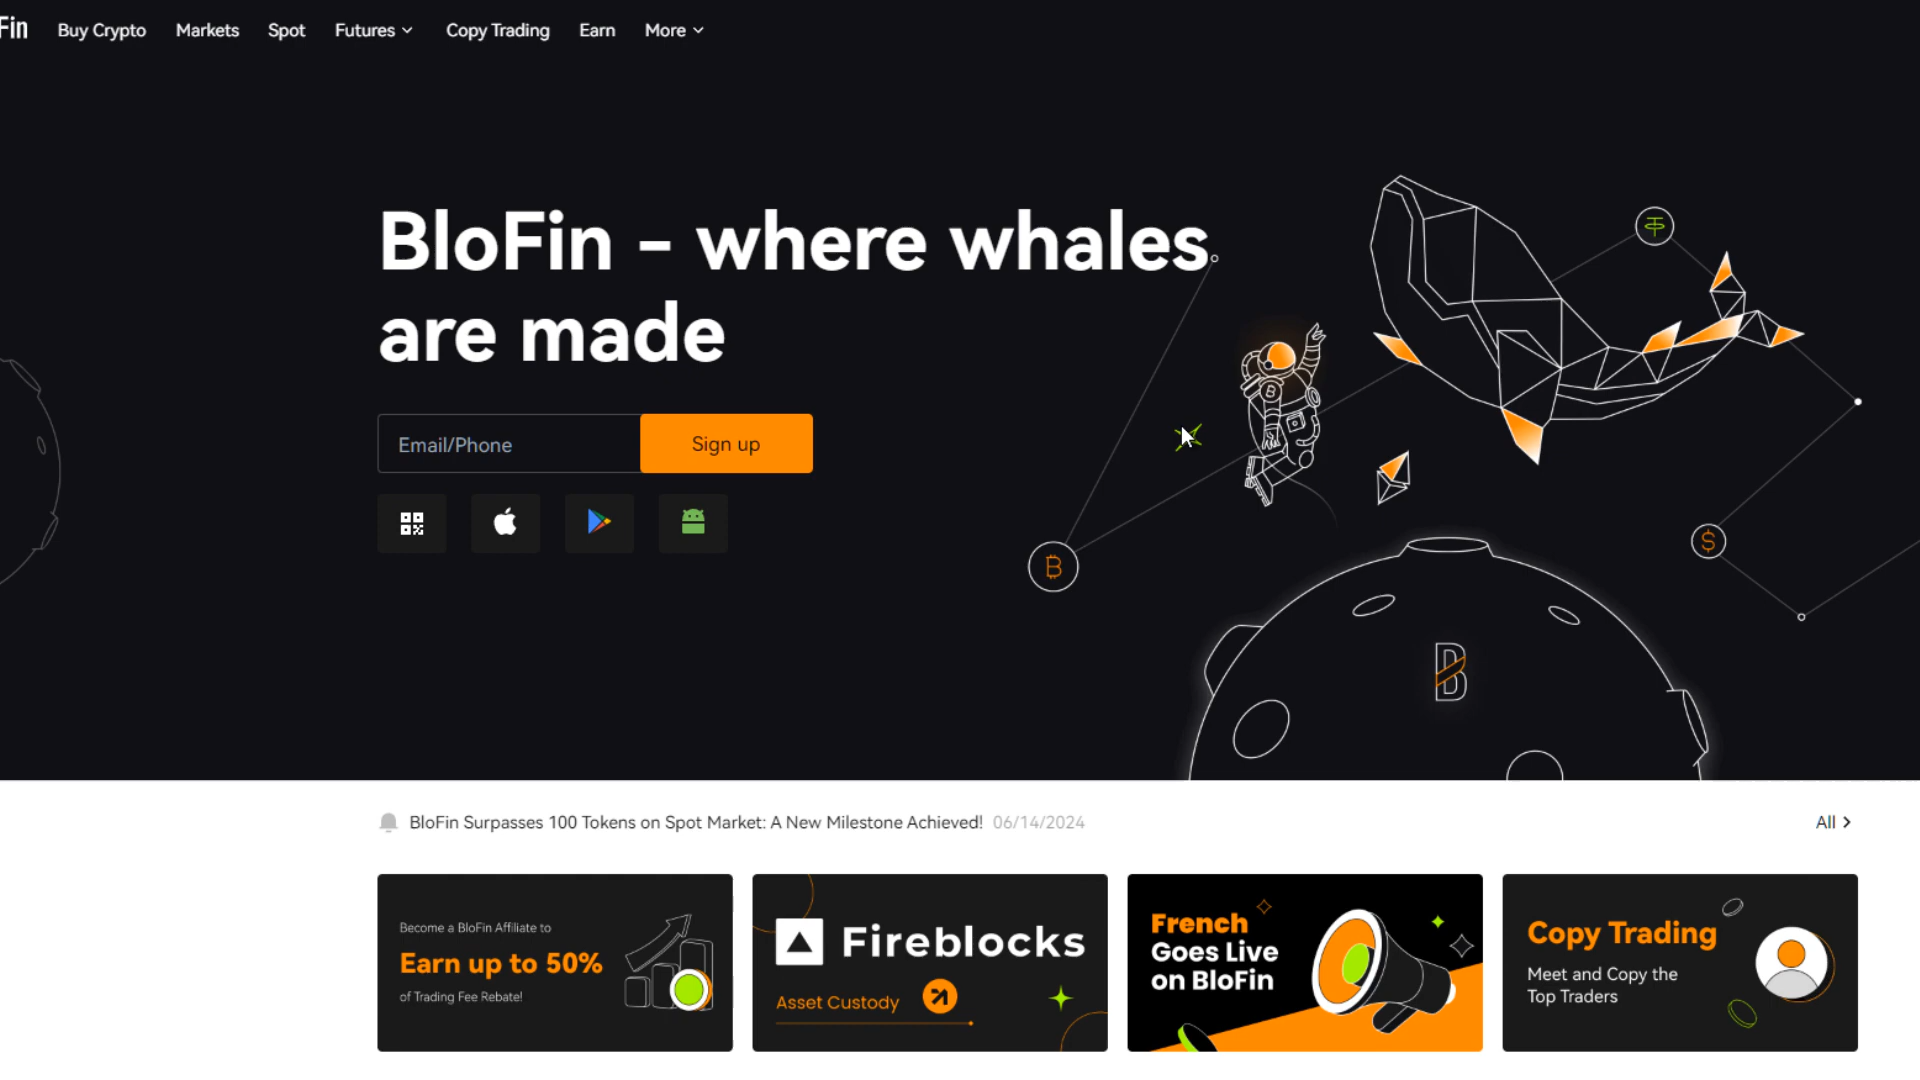 Fin
Buy Crypto
Markets
Spot
Futures
Copy Trading
Earn
More
BloFin - where whales
are made
Email/Phone
Sign up
BloFin Surpasses 100 Tokens on Spot Market: A New Milestone Achieved! 06/14/2024
All
Become a BloFin Affiliate to
Earn up to 50%
of Trading Fee Rebate!
Fireblocks
Asset Custody
French
Goes Live
on BloFin
Copy Trading
Meet and Copy the
Top Traders